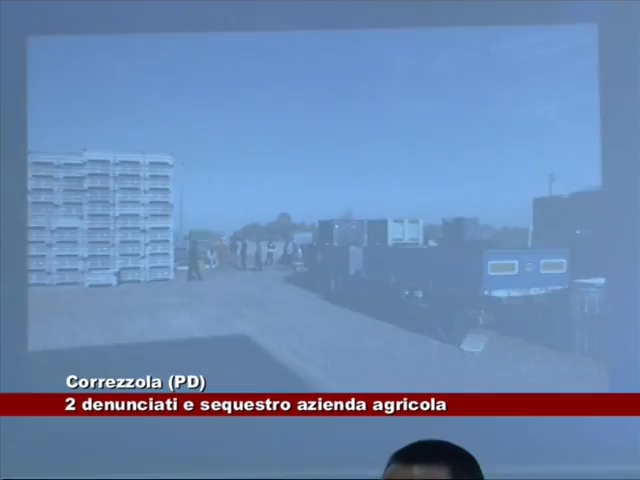 Correzzola (PD)
2 denunciati e sequestro azienda agricola